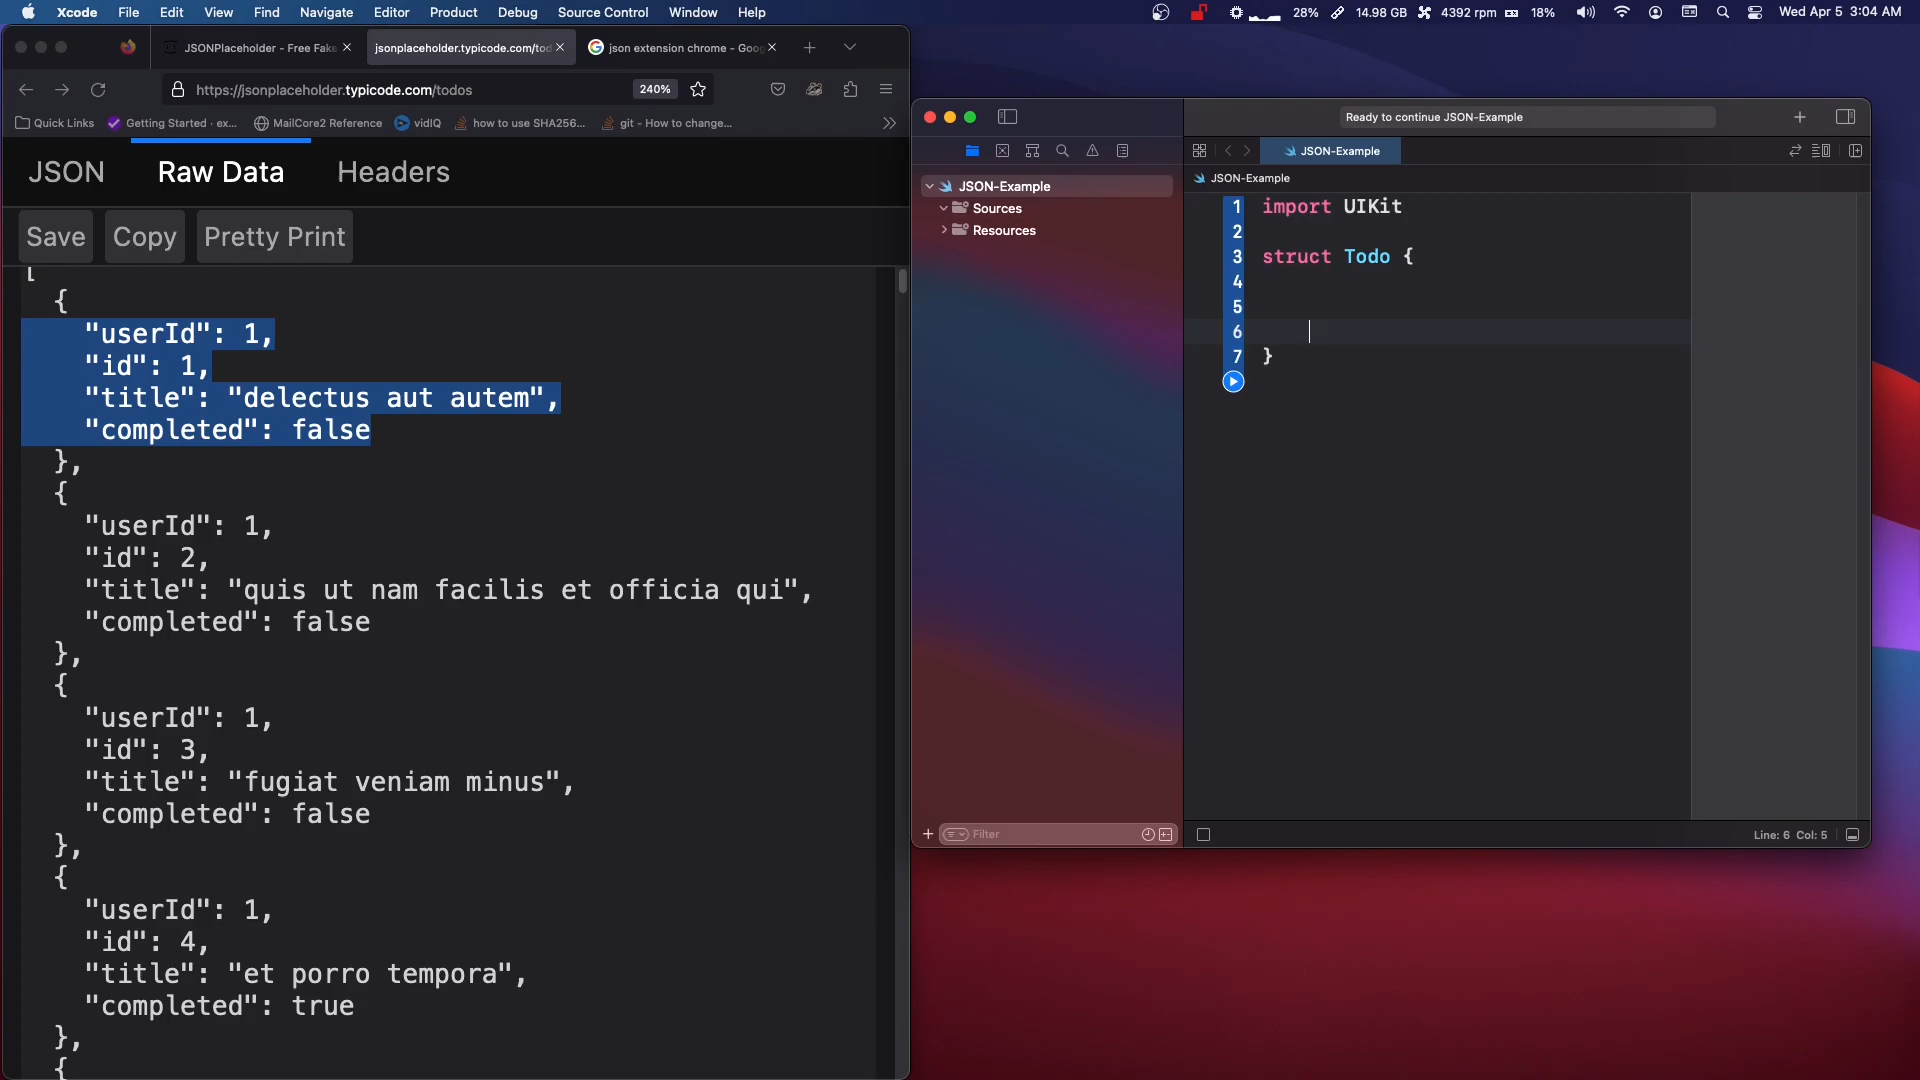 Xcode File Edit View Find Navigate Editor Product Debug Source Control Window Help 28% 14.98 GB 4392 rpm 18% Wed Apr 5 3:04 AM
JSONPlaceholder - Free Fake jsonplaceholder.typicode.com/tod json extension chrome - Goog
https://jsonplaceholder.typicode.com/todos 240%
Quick Links Getting Started - ex... MailCore2 Reference vidIQ how to use SHA256... git - How to change...
JSON Raw Data Headers
Save Copy Pretty Print
[
{
"userId": 1,
"id": 1,
"title": "delectus aut autem",
"completed": false
},
{
"userId": 1,
"id": 2,
"title": "quis ut nam facilis et officia qui",
"completed": false
},
{
"userId": 1,
"id": 3,
"title": "fugiat veniam minus",
"completed": false
},
{
"userId": 1,
"id": 4,
"title": "et porro tempora",
"completed": true
},
{
Ready to continue JSON-Example
JSON-Example
JSON-Example
Sources
Resources
Filter
JSON-Example
1 import UIKit
2
3 struct Todo {
4
5
6
7 }
Line: 6 Col: 5